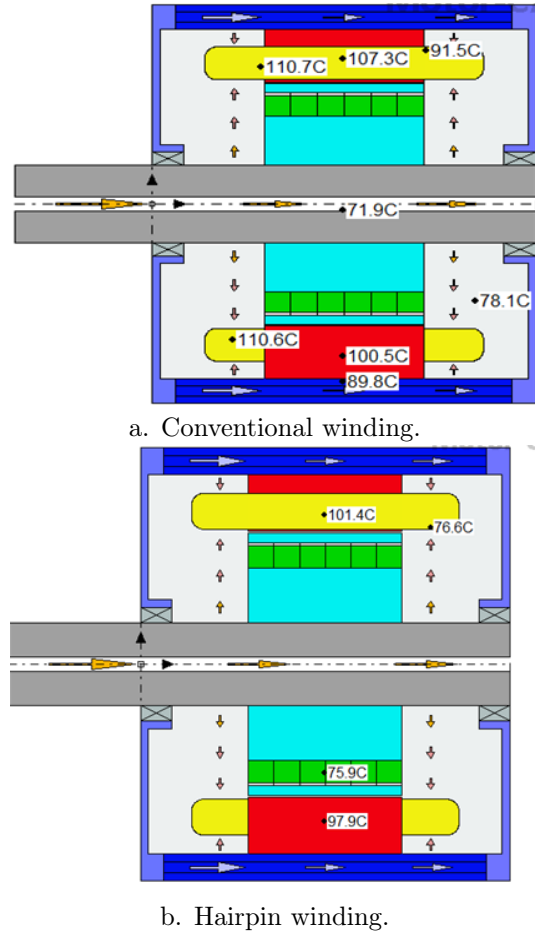 91.5C
107.3C
110.7C
71.9C
78.1C
110.6C
100.5C
89.8C
a. Conventional winding.
101.4C
76.6C
75.9C
97.9C
b. Hairpin winding.